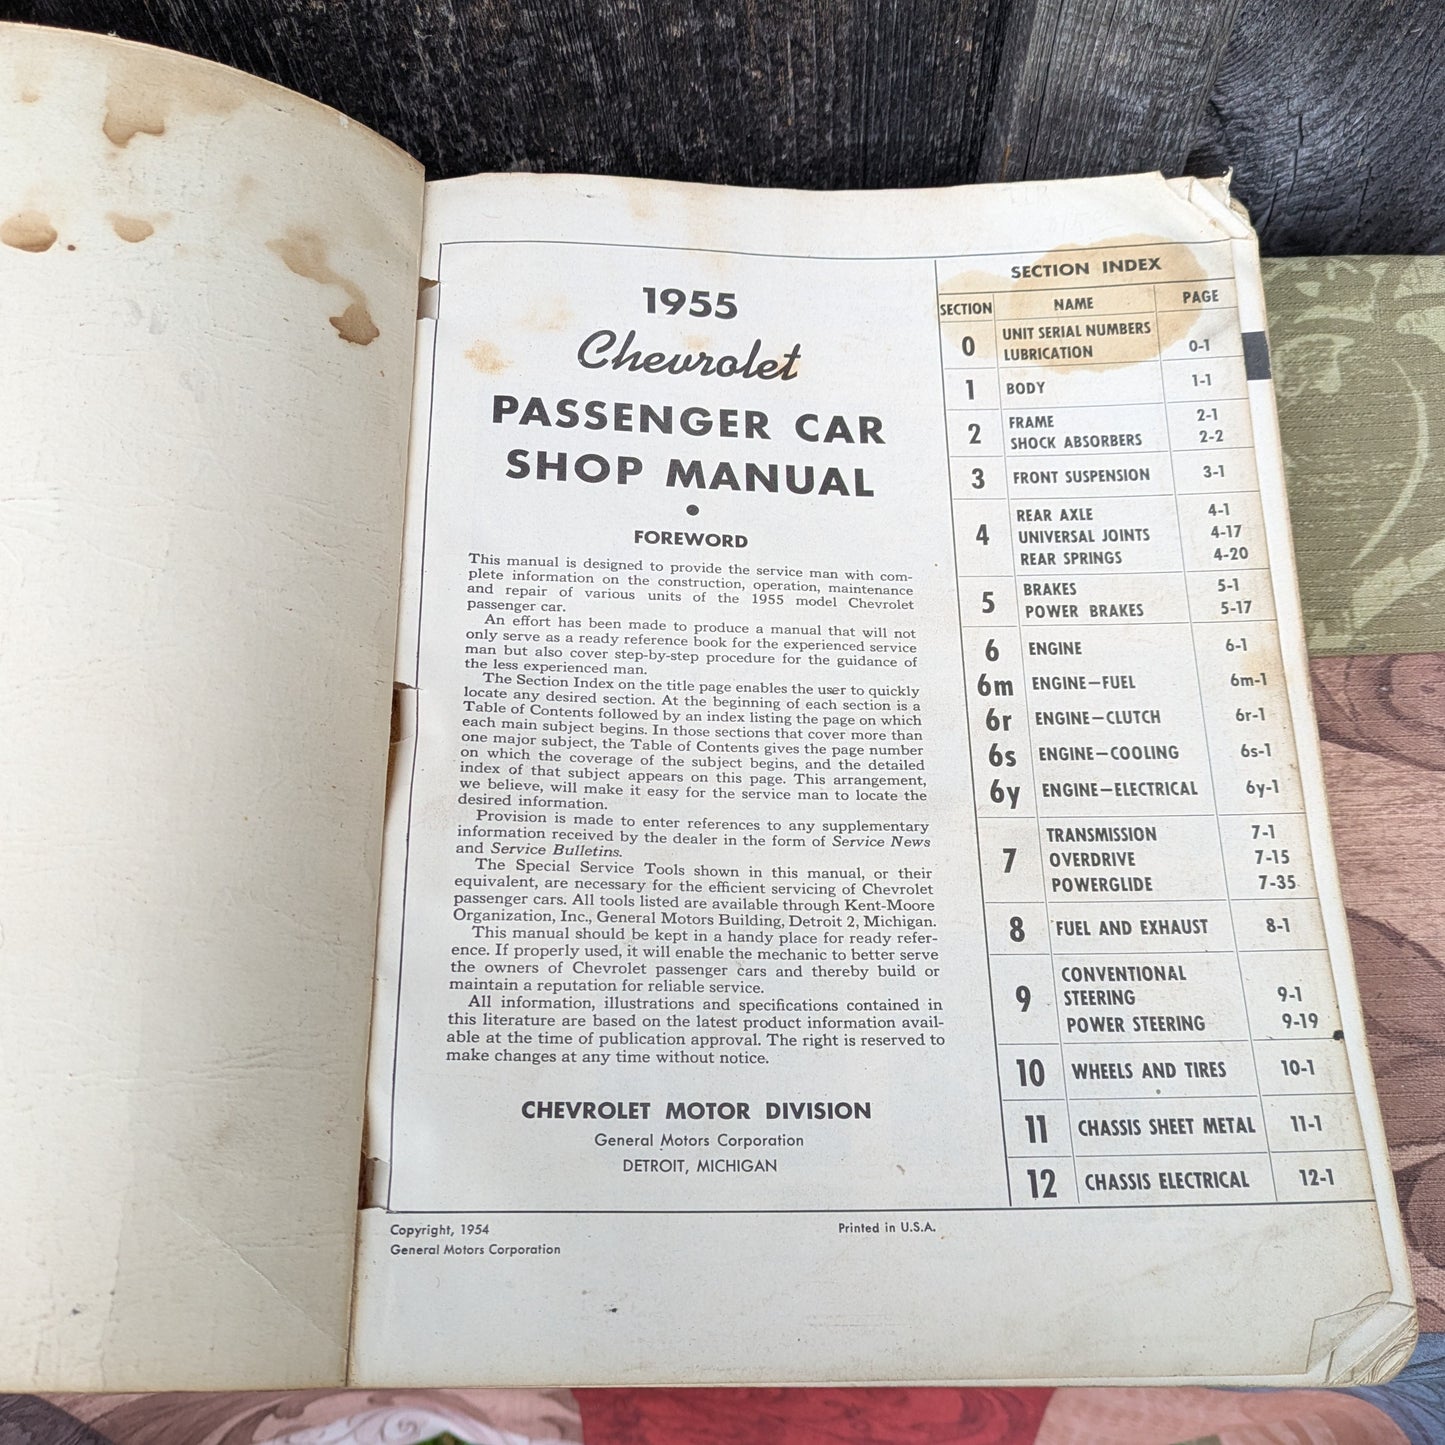 1955
Chevrolet
PASSENGER CAR
SHOP MANUAL
•
FOREWORD
This manual is designed to provide the service man with com-
plete information on the construction, operation, maintenance
and repair of various units of the 1955 model Chevrolet
passenger car.
An effort has been made to produce a manual that will not
only serve as a ready reference book for the experienced service
man but also cover step-by-step procedure for the guidance of
the less experienced man.
The Section Index on the title page enables the user to quickly
locate any desired section. At the beginning of each section is a
Table of Contents followed by an index listing the page on which
each main subject begins. In those sections that cover more than
one major subject, the Table of Contents gives the page number
on which the coverage of the subject begins, and the detailed
index of that subject appears on this page. This arrangement,
we believe, will make it easy for the service man to locate the
desired information.
Provision is made to enter references to any supplementary
information received by the dealer in the form of Service News
and Service Bulletins.
The Special Service Tools shown in this manual, or their
equivalent, are necessary for the efficient servicing of Chevrolet
passenger cars. All tools listed are available through Kent-Moore
Organization, Inc., General Motors Building, Detroit 2, Michigan.
This manual should be kept in a handy place for ready refer-
ence. If properly used, it will enable the mechanic to better serve
the owners of Chevrolet passenger cars and thereby build or
maintain a reputation for reliable service.
All information, illustrations and specifications contained in
this literature are based on the latest product information avail-
able at the time of publication approval. The right is reserved to
make changes at any time without notice.
CHEVROLET MOTOR DIVISION
General Motors Corporation
DETROIT, MICHIGAN
SECTION INDEX
SECTION NAME PAGE
0 UNIT SERIAL NUMBERS
LUBRICATION 0-1
1 BODY 1-1
2 FRAME 2-1
SHOCK ABSORBERS 2-2
3 FRONT SUSPENSION 3-1
4 REAR AXLE 4-1
UNIVERSAL JOINTS 4-17
REAR SPRINGS 4-20
5 BRAKES 5-1
POWER BRAKES 5-17
6 ENGINE 6-1
6m ENGINE—FUEL 6m-1
6r ENGINE—CLUTCH 6r-1
6s ENGINE—COOLING 6s-1
6y ENGINE—ELECTRICAL 6y-1
7 TRANSMISSION 7-1
OVERDRIVE 7-15
POWERGLIDE 7-35
8 FUEL AND EXHAUST 8-1
9 CONVENTIONAL
STEERING 9-1
POWER STEERING 9-19
10 WHEELS AND TIRES 10-1
11 CHASSIS SHEET METAL 11-1
12 CHASSIS ELECTRICAL 12-1
Copyright, 1954
General Motors Corporation
Printed in U.S.A.